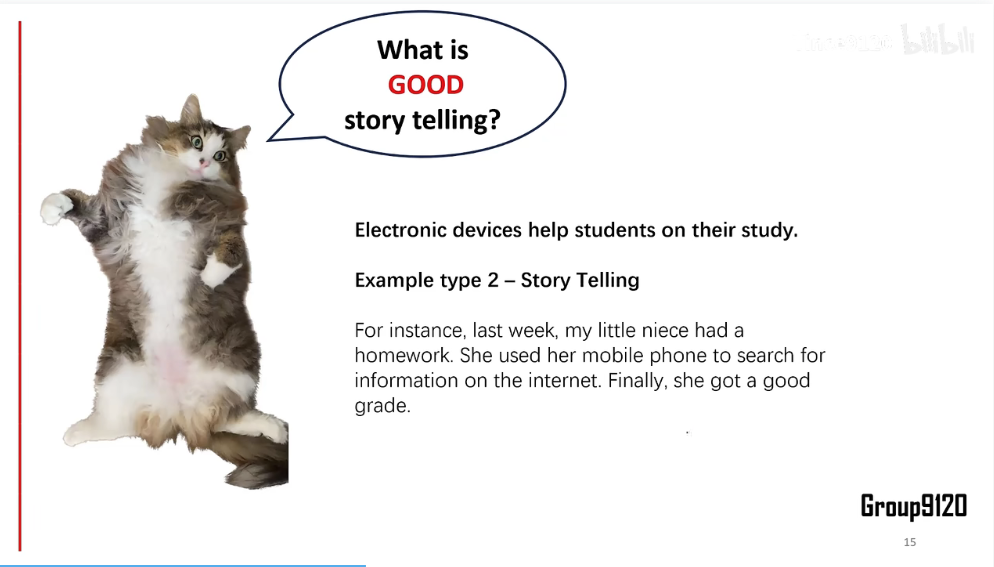 What is
GOOD
story telling?
bilibili
Electronic devices help students on their study.
Example type 2 – Story Telling
For instance, last week, my little niece had a
homework. She used her mobile phone to search for
information on the internet. Finally, she got a good
grade.
Group9120
15